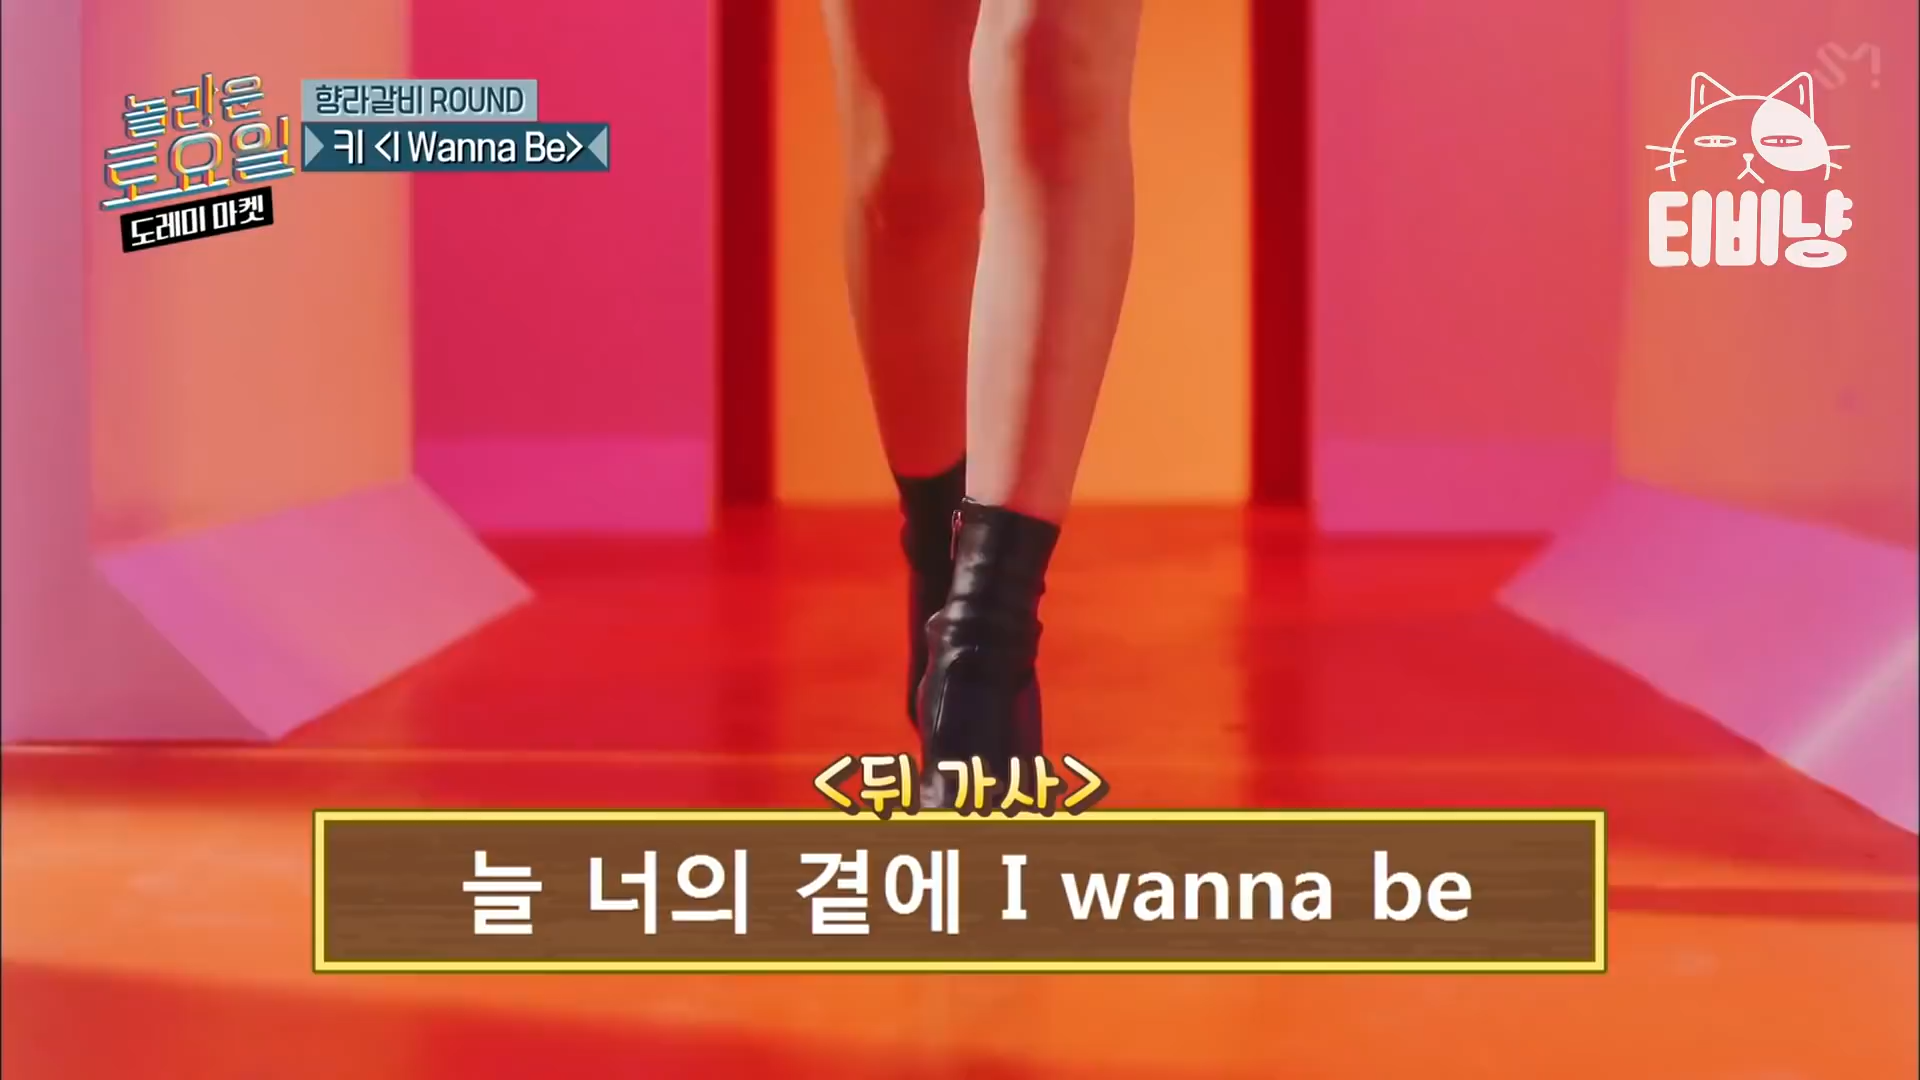 놀라운
토요일
도레미 마켓
향라갈비 ROUND
키 <I Wanna Be>
SM!
티비냥
<뒤 가사>
늘 너의 곁에 I wanna be